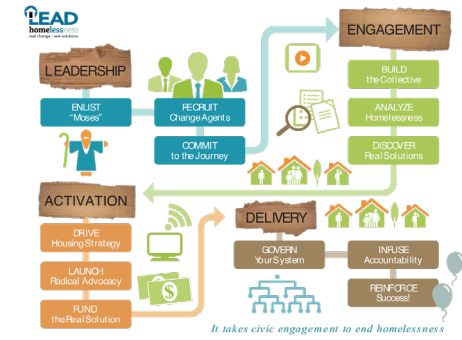 LEAD
homelessness
real change | real solutions
LEADERSHIP
ENLIST
"Moses"
RECRUIT
Change Agents
COMMIT
to the Journey
ENGAGEMENT
BUILD
the Collective
ANALYZE
Homelessness
DISCOVER
Real Solutions
ACTIVATION
DRIVE
Housing Strategy
LAUNCH
Radical Advocacy
FUND
the Real Solution
$
DELIVERY
GOVERN
Your System
INFUSE
Accountability
REINFORCE
Success!
It takes civic engagement to end homelessness